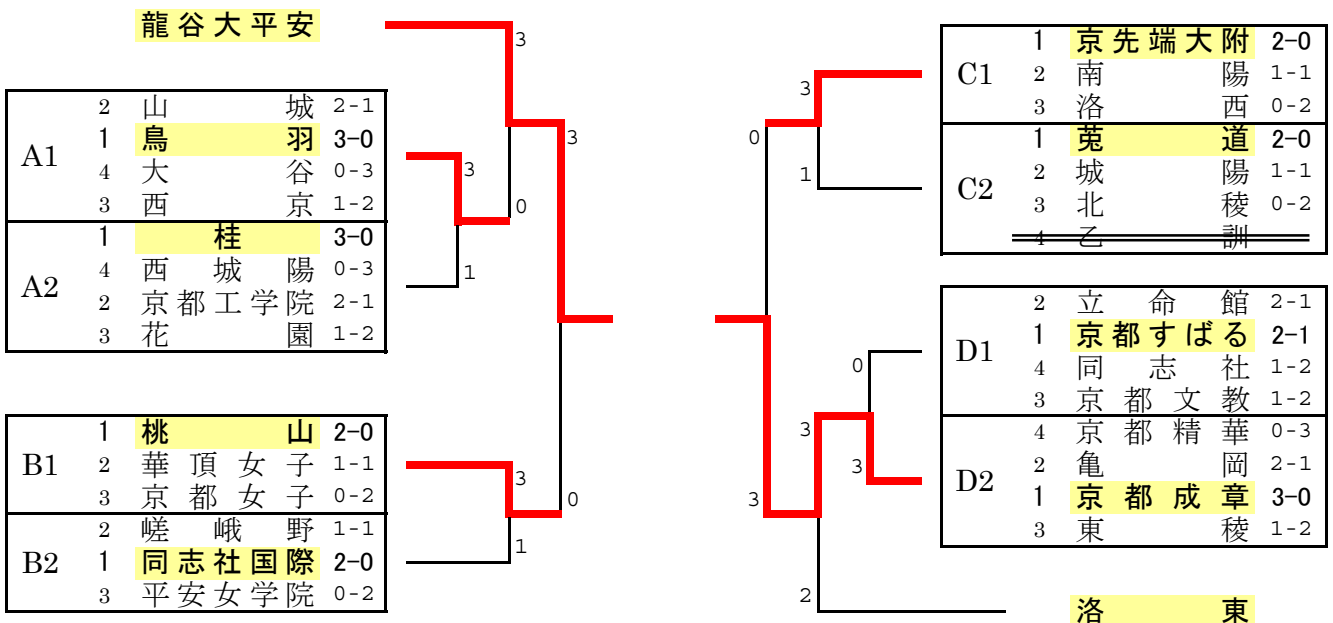 龍谷大平安
A1
2 山城 2-1
1 鳥羽 3-0
4 大谷 0-3
3 西京 1-2
A2
1 桂 3-0
4 西城陽 0-3
2 京都工学院 2-1
3 花園 1-2
B1
1 桃山 2-0
2 華頂女子 1-1
3 京都女子 0-2
B2
2 嵯峨野 1-1
1 同志社国際 2-0
3 平安女学院 0-2
3
3
3
0
1
3
0
1
C1
1 京先端大附 2-0
2 南陽 1-1
3 洛西 0-2
C2
1 莵道 2-0
2 城陽 1-1
3 北稜 0-2
4 乙訓
D1
2 立命館 2-1
1 京都すばる 2-1
4 同志社 1-2
3 京都文教 1-2
D2
4 京都精華 0-3
2 亀岡 2-1
1 京都成章 3-0
3 東稜 1-2
洛東
3
0
1
0
3
3
3
2